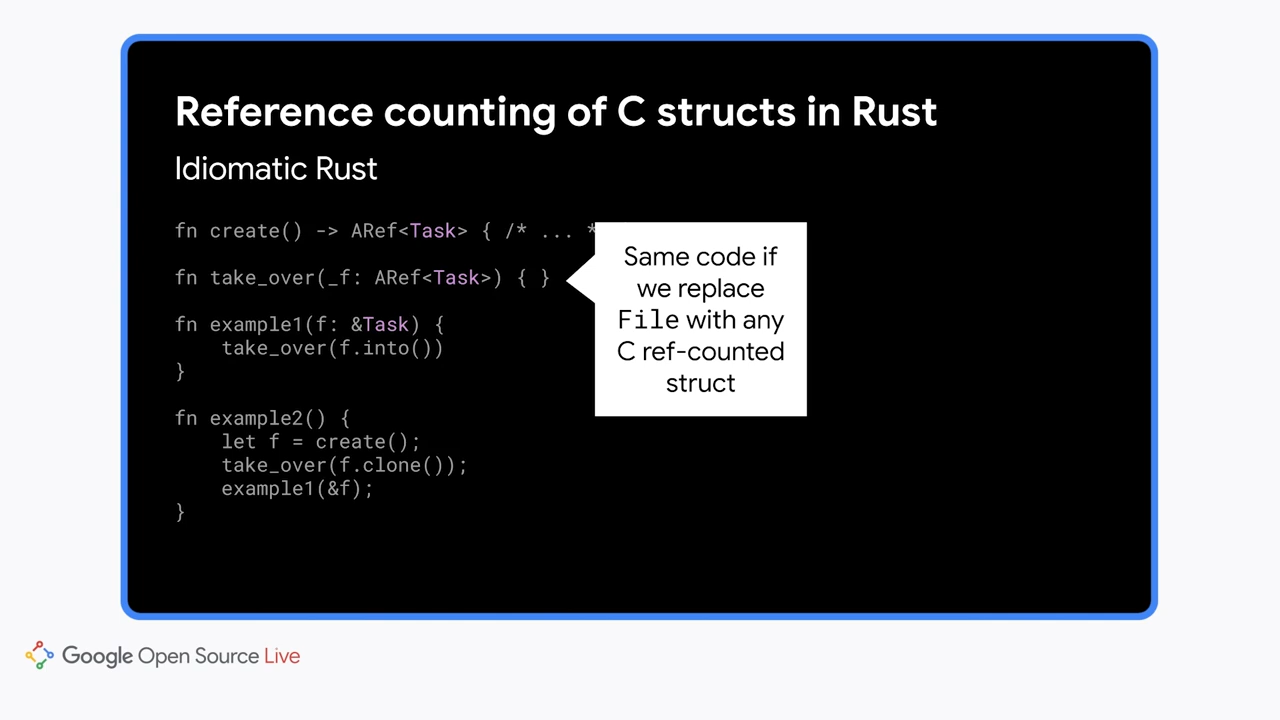 Reference counting of C structs in Rust
Idiomatic Rust
fn create() -> ARef<Task> { /* ... *
fn take_over(_f: ARef<Task>) { }
fn example1(f: &Task) {
    take_over(f.into())
}
fn example2() {
    let f = create();
    take_over(f.clone());
    example1(&f);
}
Same code if
we replace
File with any
C ref-counted
struct
Google Open Source Live